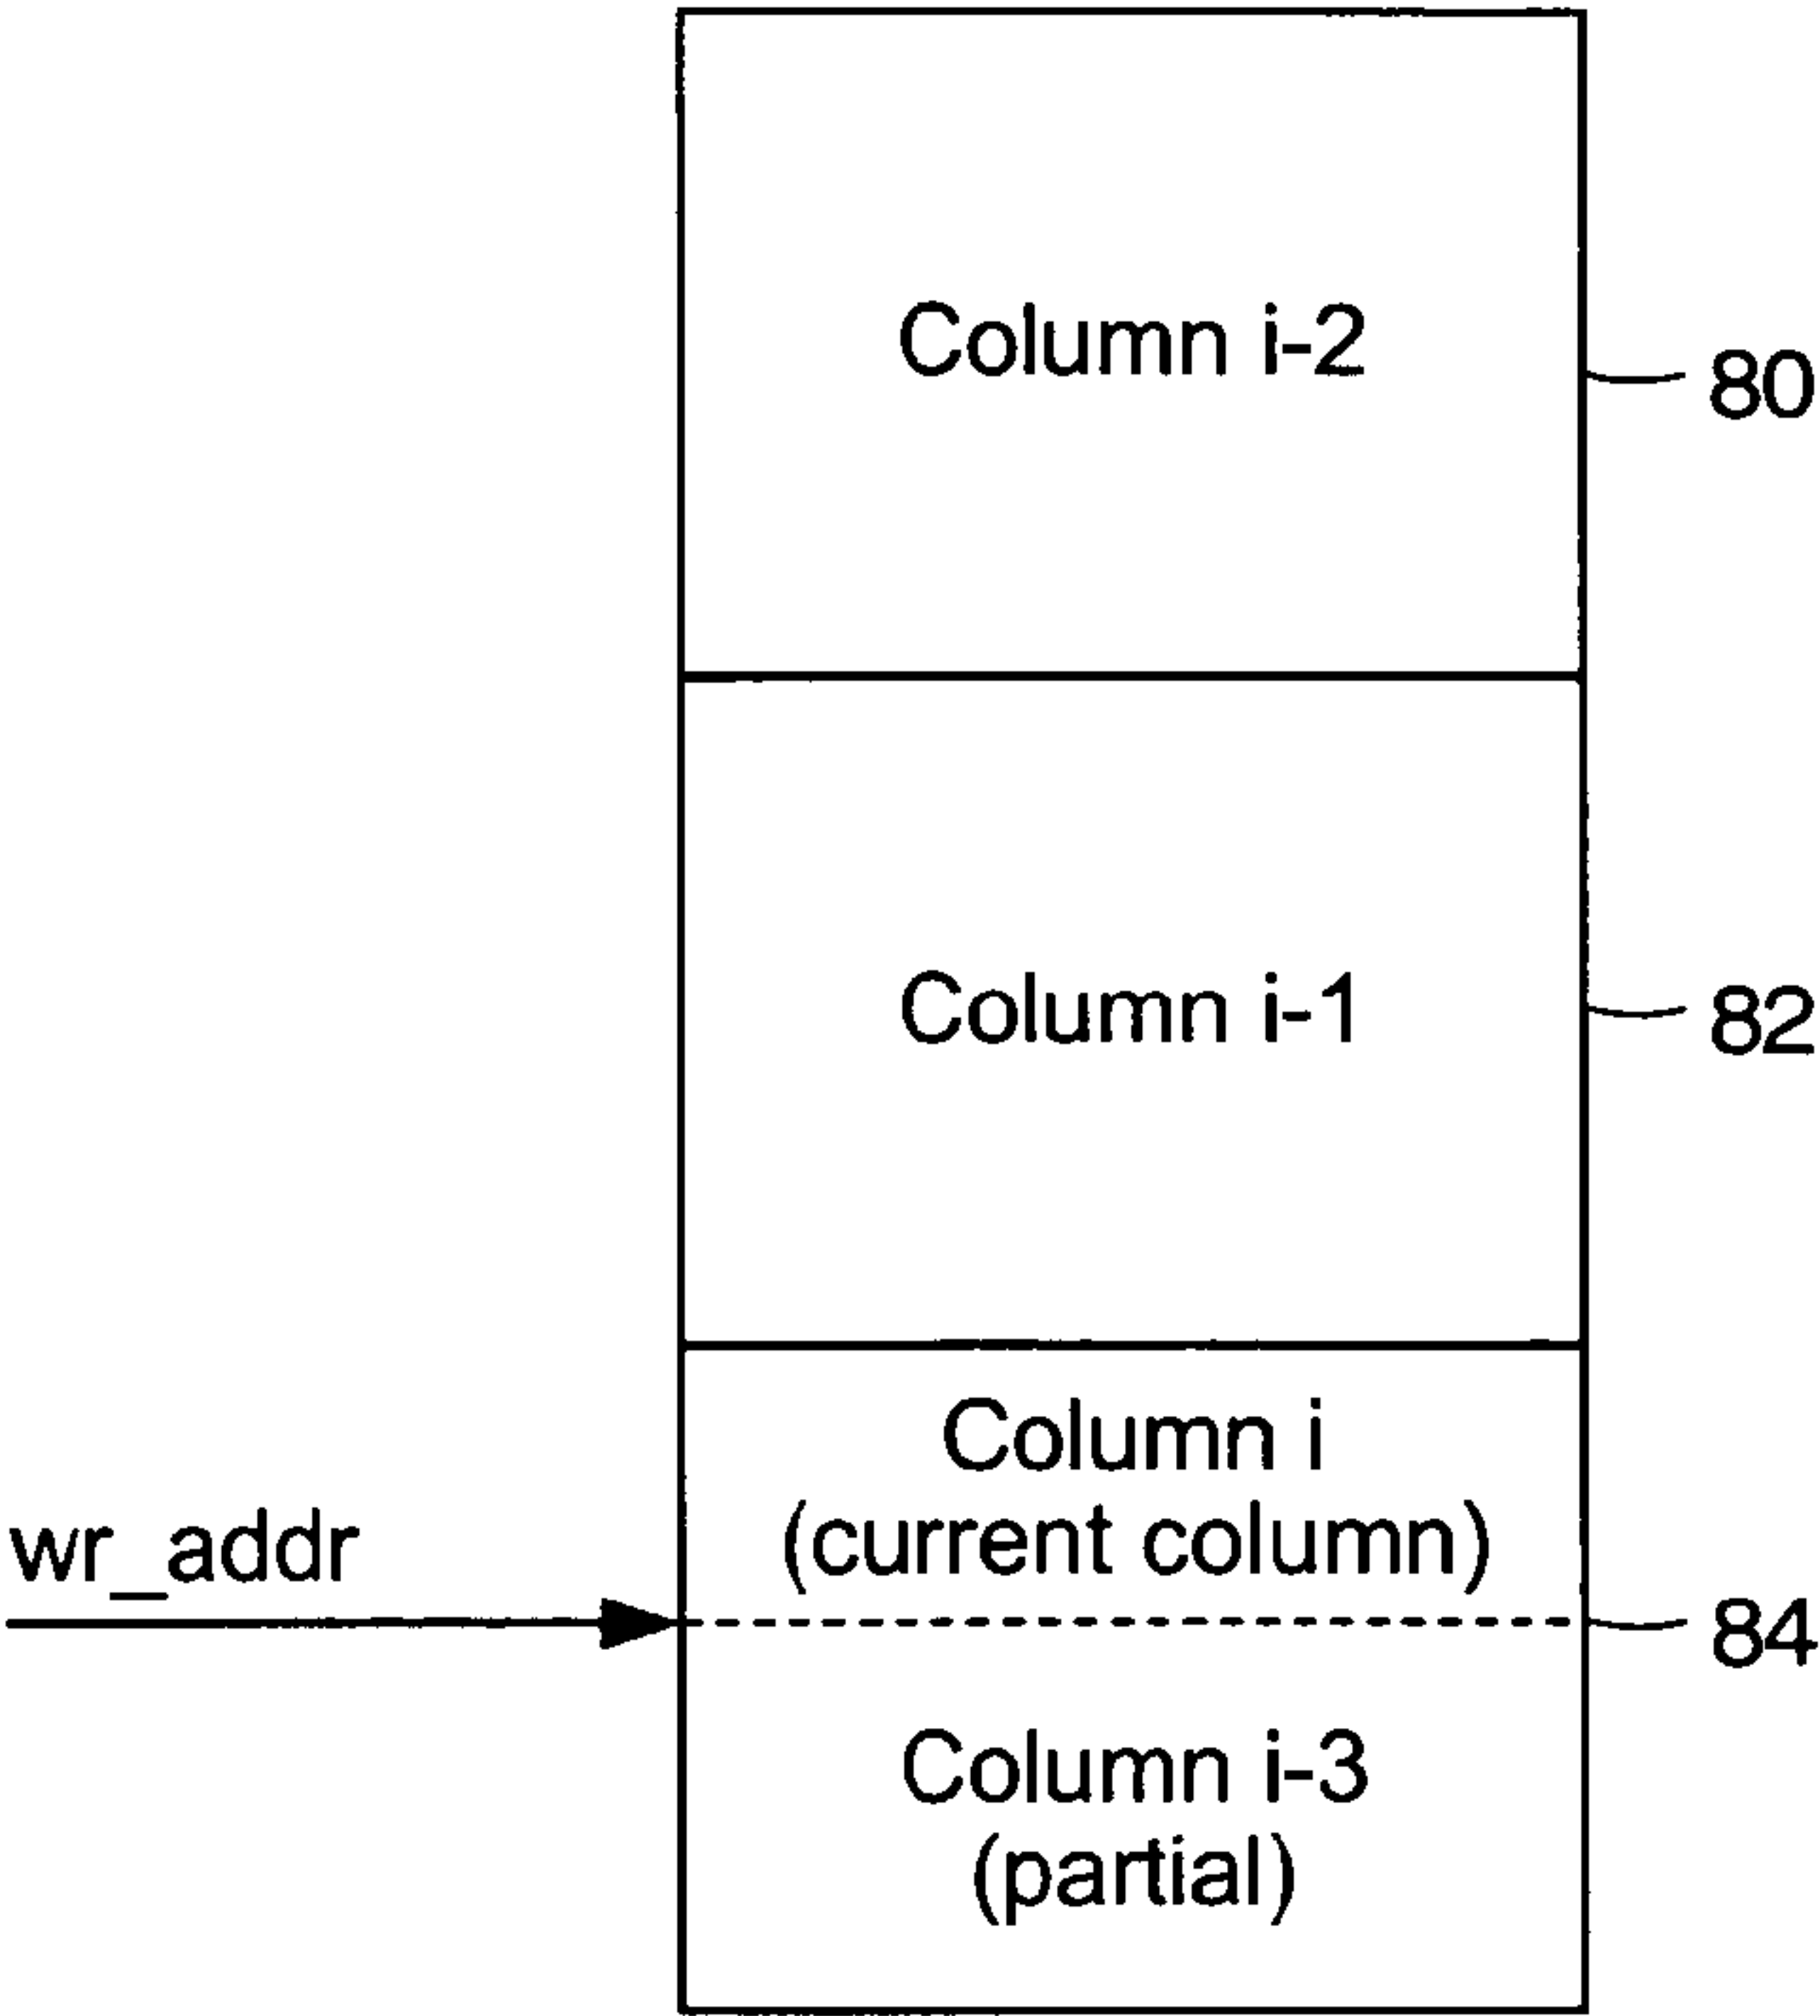 Column i-2
80
Column i-1
82
Column i
(current column)
wr_addr
84
Column i-3
(partial)